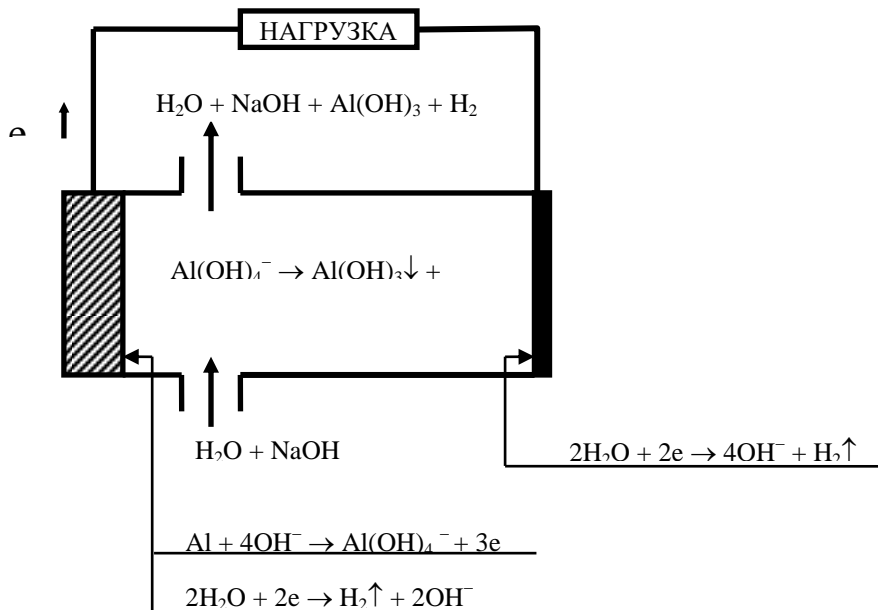 НАГРУЗКА
H₂O + NaOH + Al(OH)₃ + H₂
e
Al(OH)₄⁻ → Al(OH)₃↓ +
H₂O + NaOH
2H₂O + 2e → 4OH⁻ + H₂↑
Al + 4OH⁻ → Al(OH)₄⁻ + 3e
2H₂O + 2e → H₂↑ + 2OH⁻